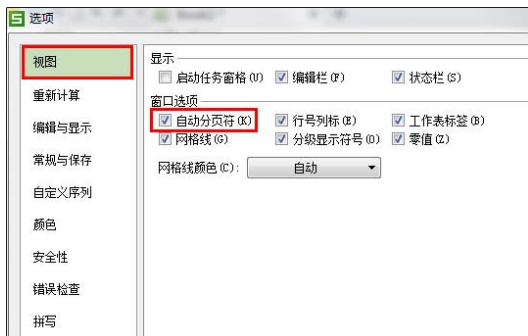 选项
视图
重新计算
编辑与显示
常规与保存
自定义序列
颜色
安全性
错误检查
拼写
显示
启动任务窗格(U) 编辑栏(F) 状态栏(S)
窗口选项
自动分页符(K) 行号列标(E) 工作表标签(B)
网格线(G) 分级显示符号(O) 零值(Z)
网格线颜色(C): 自动